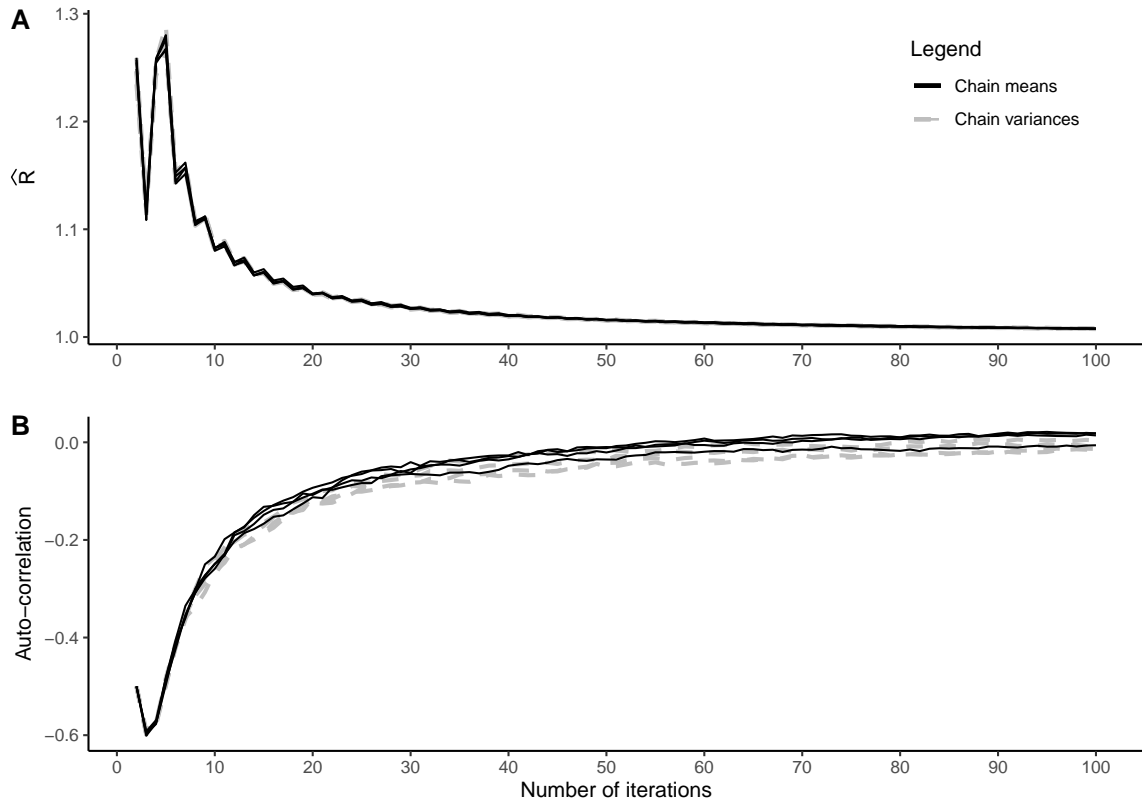 A
1.3
1.2
1.1
1.0
R̂
Legend
Chain means
Chain variances
0 10 20 30 40 50 60 70 80 90 100
B
0.0
−0.2
−0.4
−0.6
Auto−correlation
0 10 20 30 40 50 60 70 80 90 100
Number of iterations